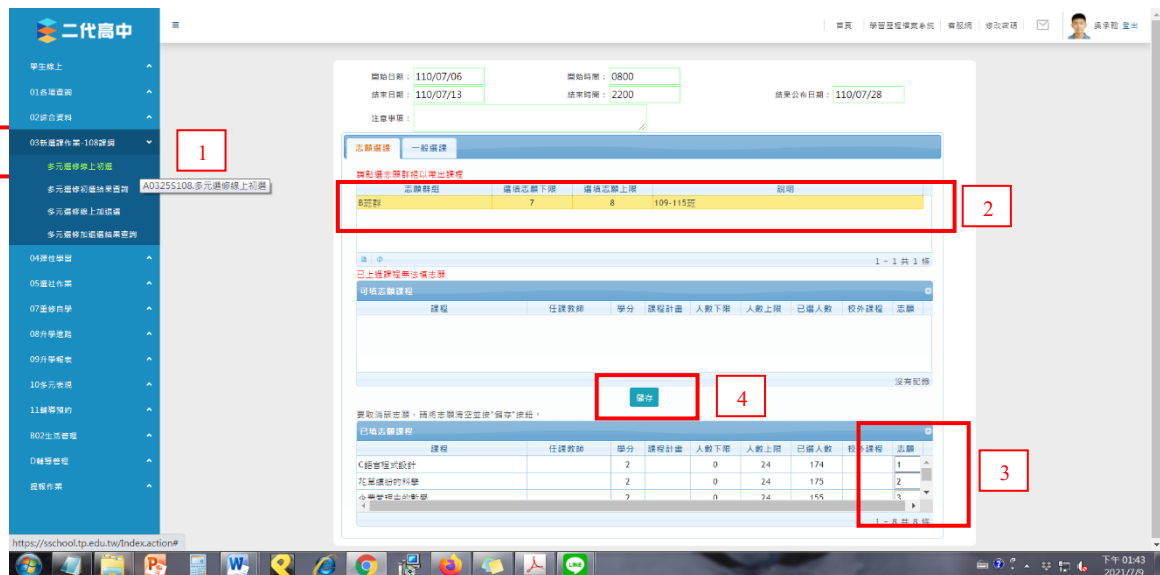 二代高中
≡
首頁 學習歷程檔案系統 客服網 修改密碼 登出
學生線上
01各項查詢
02綜合資料
03新選課作業-108課綱
多元選修線上初選
多元選修初選結果查詢
A0325S108.多元選修線上初選
多元選修線上加退選
多元選修加退選結果查詢
04彈性學習
05選社作業
07重修自學
08升學進路
09升學報表
10多元表現
11輔導預約
B02生活管理
D輔導管理
提報作業
1
開始日期： 110/07/06 開始時間： 0800
結束日期： 110/07/13 結束時間： 2200 結果公布日期： 110/07/28
注意事項：
志願選課 一般選課
請點選志願群組以帶出課程
志願群組 選填志願下限 選填志願上限 說明
B班群 7 8 109-115班
2
1 - 1 共 1 條
已上過課程無法填志願
可填志願課程
課程 任課教師 學分 課程計畫 人數下限 人數上限 已選人數 校外課程 志願
沒有記錄
儲存
4
要取消該志願，請將志願清空並按"儲存"按鈕。
已填志願課程
課程 任課教師 學分 課程計畫 人數下限 人數上限 已選人數 校外課程 志願
C語言程式設計 2 0 24 174 1
花草繽紛的科學 2 0 24 175 2
小學管理中的數學 2 0 24 155 3
3
1 - 8 共 8 條
https://sschool.tp.edu.tw/Index.action#
下午 01:43
2021/7/9